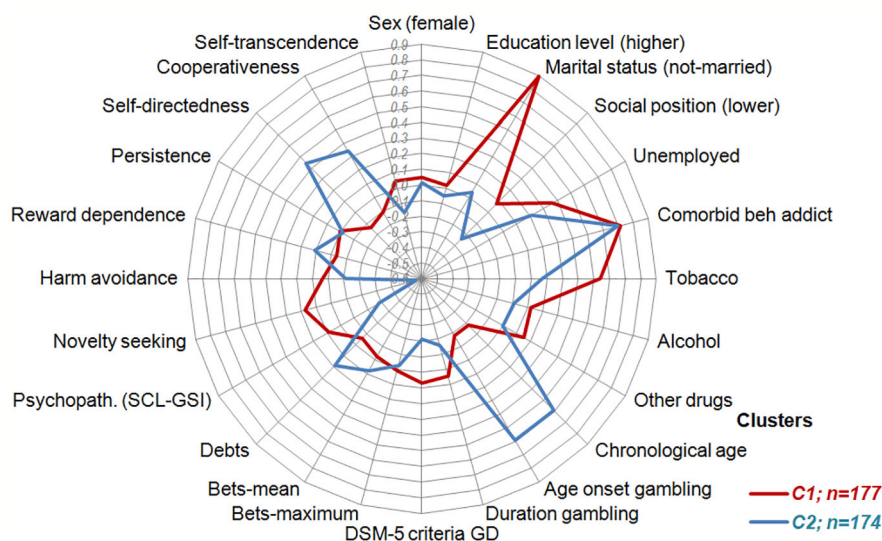 Sex (female)
Self-transcendence
Education level (higher)
Cooperativeness
Marital status (not-married)
Self-directedness
Social position (lower)
Persistence
Unemployed
Reward dependence
Comorbid beh addict
Harm avoidance
Tobacco
Novelty seeking
Alcohol
Psychopath. (SCL-GSI)
Other drugs
Debts
Chronological age
Bets-mean
Age onset gambling
Bets-maximum
Duration gambling
DSM-5 criteria GD
0.9
0.8
0.7
0.6
0.5
0.4
0.3
0.2
0.1
0.0
-0.1
-0.2
-0.3
-0.4
-0.5
-0.6
Clusters
C1; n=177
C2; n=174